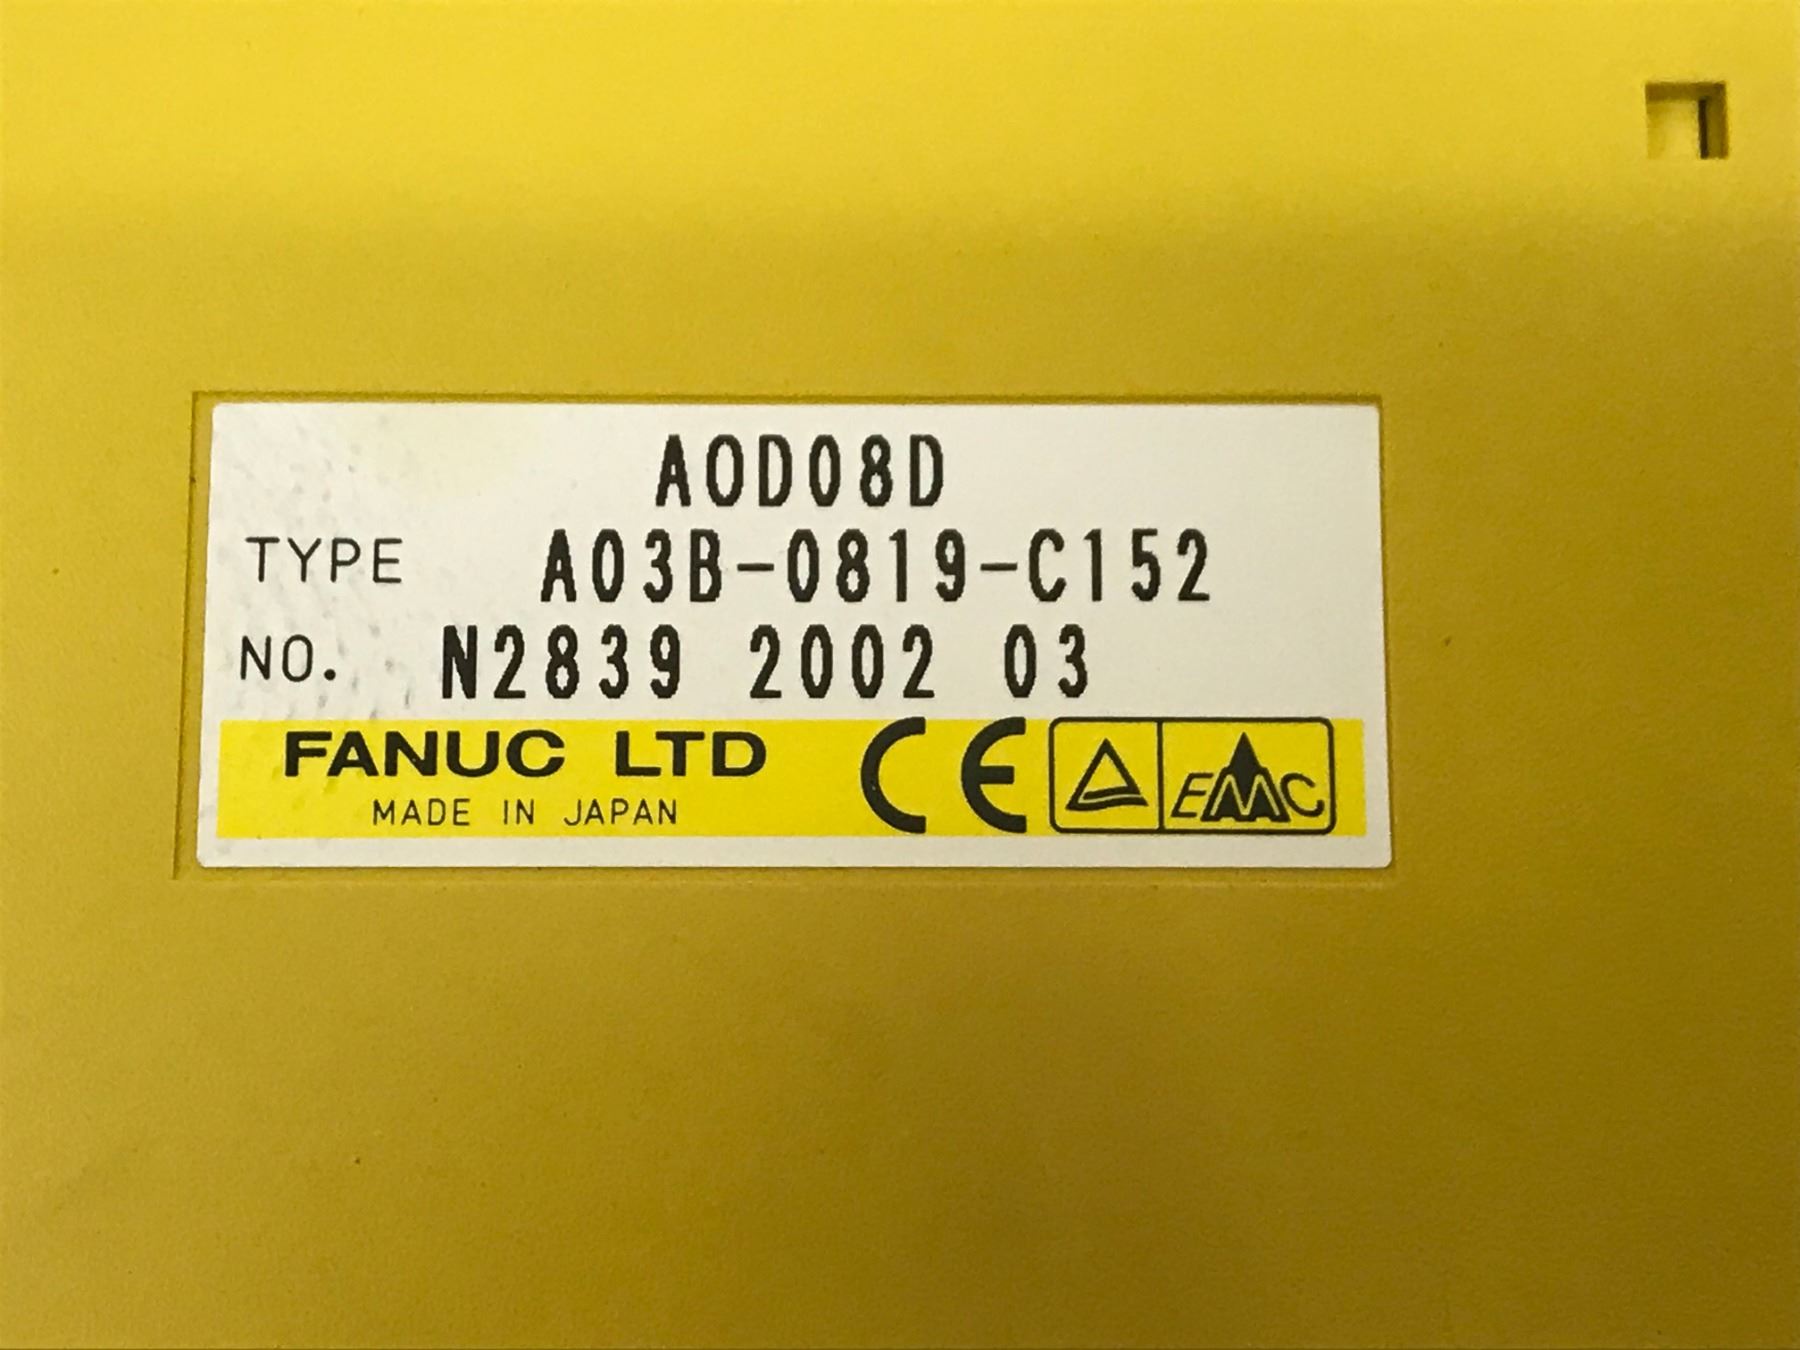 AOD08D
TYPE A03B-0819-C152
NO. N2839 2002 03
FANUC LTD CE EMC
MADE IN JAPAN